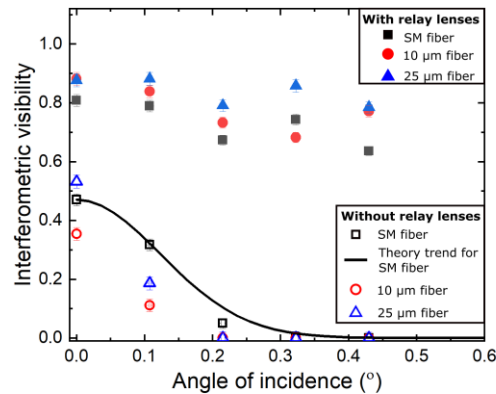 With relay lenses
SM fiber
10 µm fiber
25 µm fiber
Without relay lenses
SM fiber
Theory trend for
SM fiber
10 µm fiber
25 µm fiber
Interferometric visibility
1.0
0.8
0.6
0.4
0.2
0.0
0.0 0.1 0.2 0.3 0.4 0.5 0.6
Angle of incidence (°)